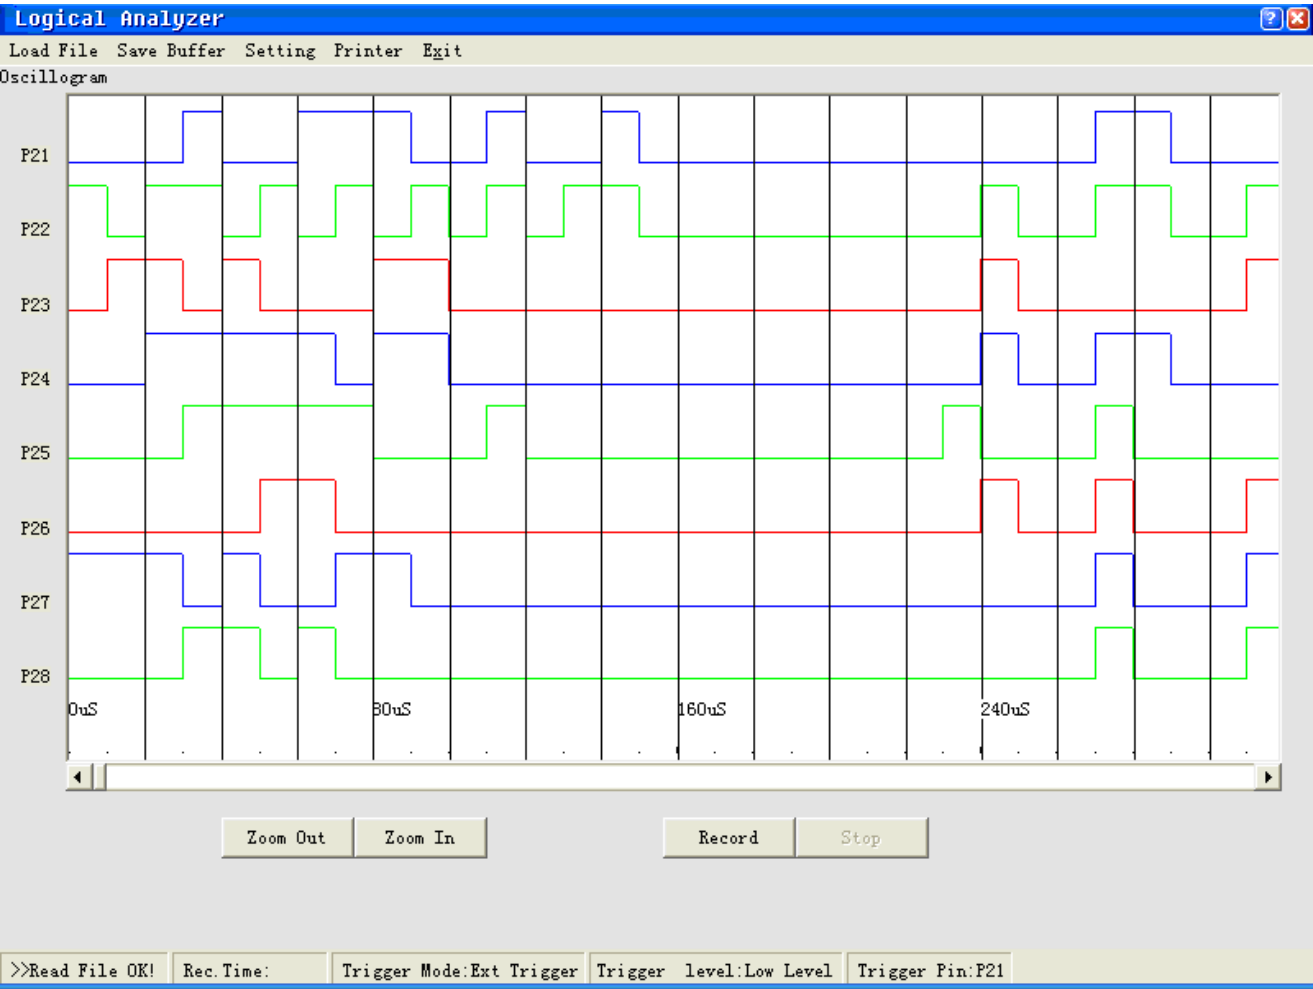 Logical Analyzer
Load File Save Buffer Setting Printer Exit
Oscillogram
P21
P22
P23
P24
P25
P26
P27
P28
0uS 80uS 160uS 240uS
Zoom Out Zoom In Record Stop
>>Read File OK! Rec.Time: Trigger Mode:Ext Trigger Trigger level:Low Level Trigger Pin:P21